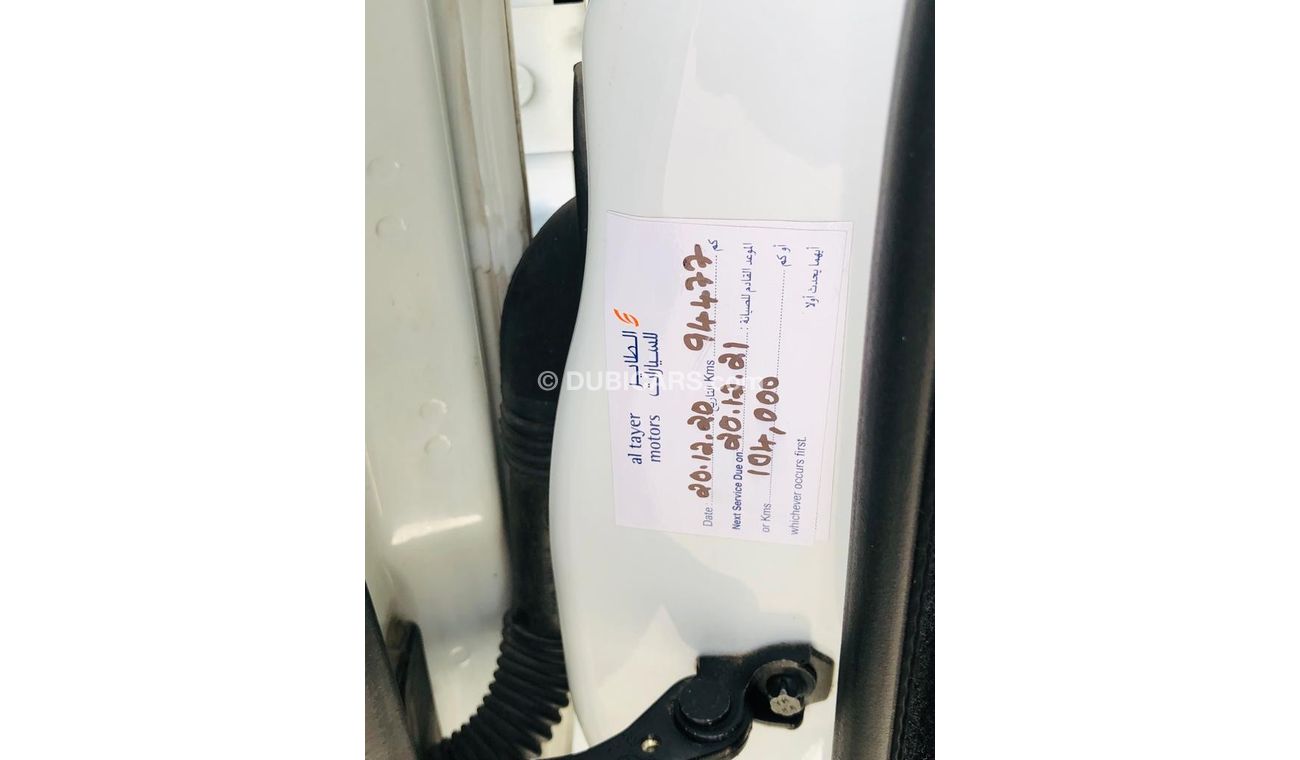 al tayer الطاير
motors للسيارات
Date 20.12.20 التاريخ Kms 94477 كم
Next Service Due on 20.12.21 الموعد القادم للصيانة :
or Kms 104,000 أو كم
whichever occurs first. أيهما يحدث أولا
© DUBICARS.com